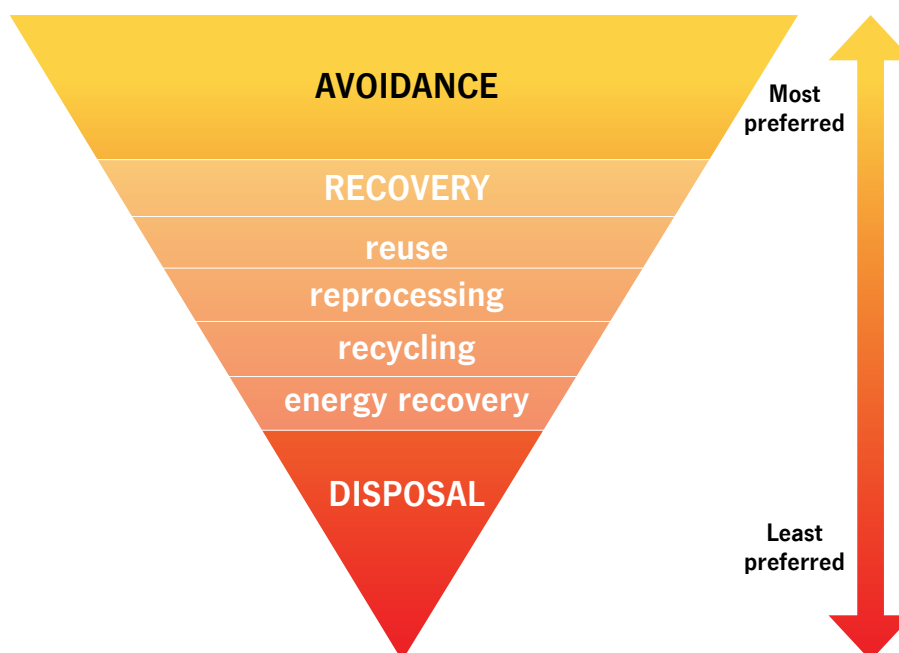 AVOIDANCE
Most
preferred
RECOVERY
reuse
reprocessing
recycling
energy recovery
DISPOSAL
Least
preferred